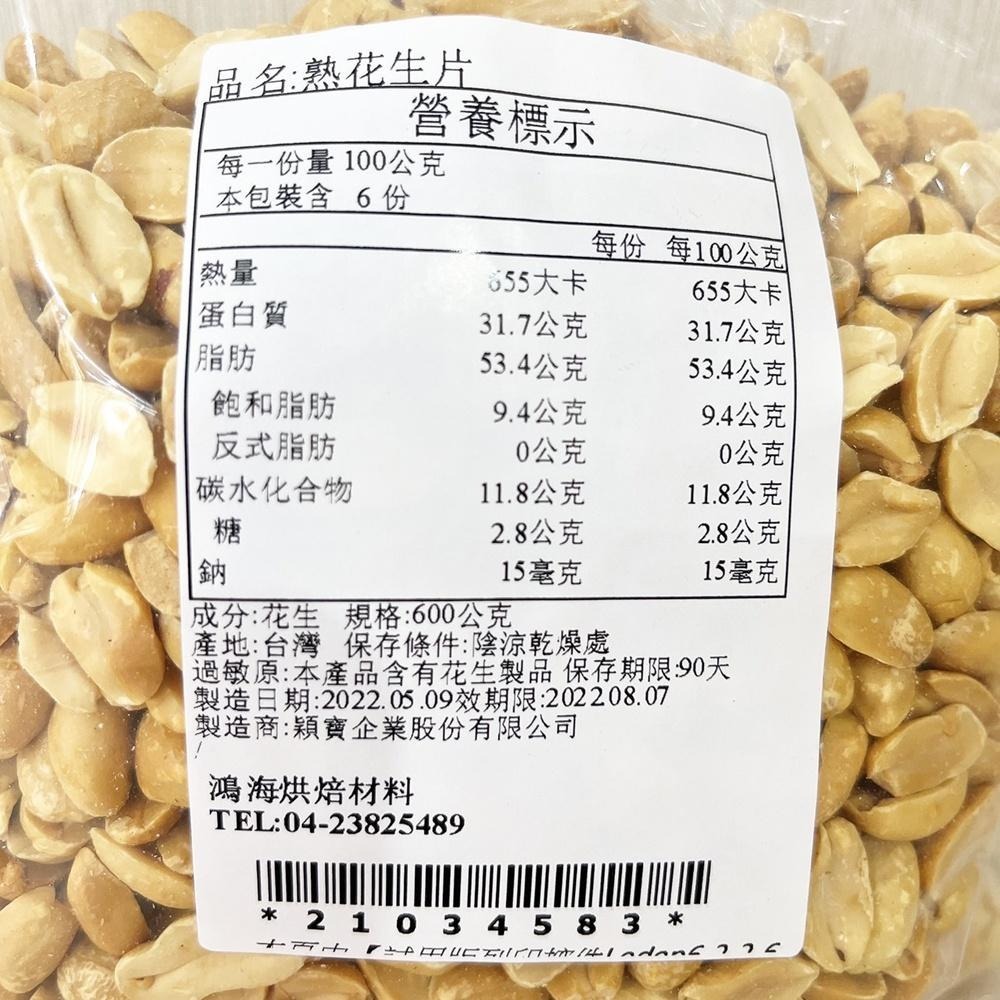 品名:熟花生片
營養標示
每一份量 100公克
本包裝含 6 份
每份 每100公克
熱量 655大卡 655大卡
蛋白質 31.7公克 31.7公克
脂肪 53.4公克 53.4公克
飽和脂肪 9.4公克 9.4公克
反式脂肪 0公克 0公克
碳水化合物 11.8公克 11.8公克
糖 2.8公克 2.8公克
鈉 15毫克 15毫克
成分:花生 規格:600公克
產地:台灣 保存條件:陰涼乾燥處
過敏原:本產品含有花生製品 保存期限:90天
製造日期:2022.05.09效期限:202208.07
製造商:穎寶企業股份有限公司
/
鴻海烘焙材料
TEL:04-23825489
*21034583*